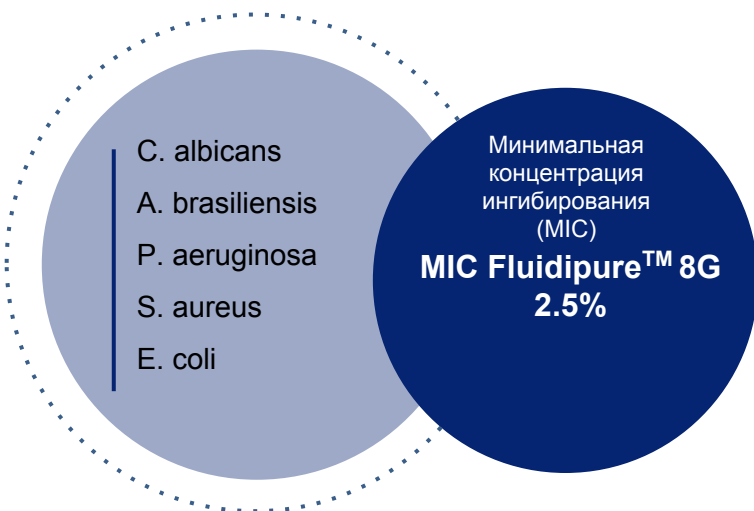 C. albicans
A. brasiliensis
P. aeruginosa
S. aureus
E. coli
Минимальная
концентрация
ингибирования
(MIC)
MIC Fluidipure™ 8G
2.5%